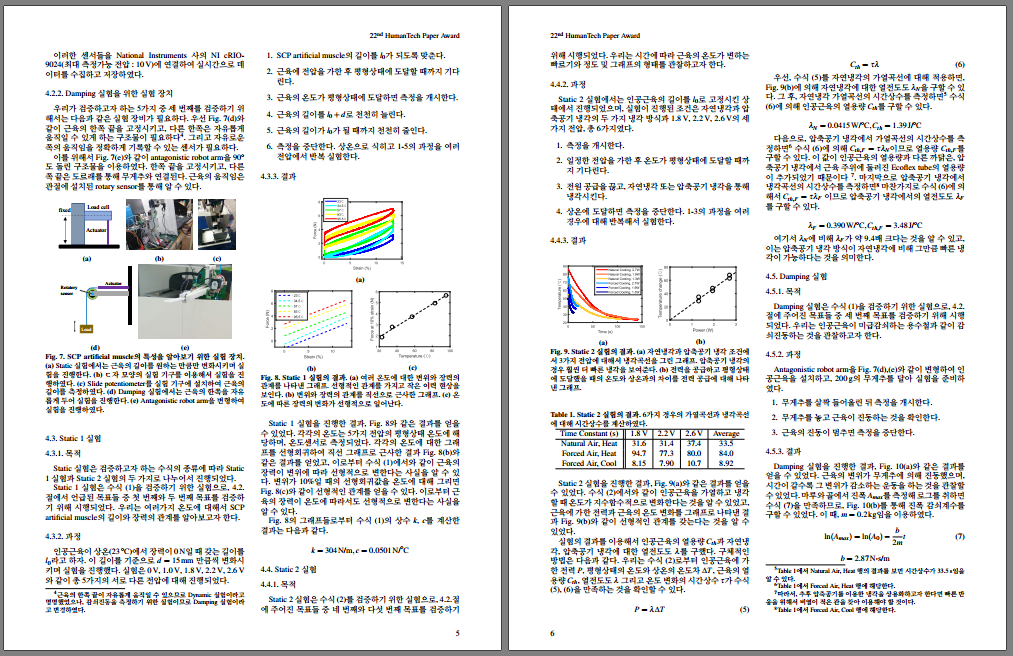 22nd HumanTech Paper Award
이러한 센서들을 National Instruments 사의 NI cRIO-
9024(최대 측정가능 전압 : 10 V)에 연결하여 실시간으로 데
이터를 수집하고 저장하였다.
4.2.2. Damping 실험을 위한 실험 장치
우리가 검증하고자 하는 5가지 중 세 번째를 검증하기 위
해서는 다음과 같은 실험 장비가 필요하다. 우선 Fig. 7(d)와
같이 근육의 한쪽 끝을 고정시키고, 다른 한쪽은 자유롭게
움직일 수 있게 하는 구조물이 필요하다4. 그리고 자유로운
쪽의 움직임을 정확하게 기록할 수 있는 센서가 필요하다.
이를 위해서 Fig. 7(e)와 같이 antagonistic robot arm을 90°
도 돌린 구조물을 이용하였다. 한쪽 끝을 고정시키고, 다른
쪽 끝은 도르래를 통해 무게추와 연결된다. 근육의 움직임은
관절에 설치된 rotary sensor를 통해 알 수 있다.
fixed
Load cell
Actuator
(a)
(b)
(c)
Rotatory
sensor
Actuator
Load
(d)
(e)
Fig. 7. SCP artificial muscle의 특성을 알아보기 위한 실험 장치.
(a) Static 실험에서는 근육의 길이를 원하는 만큼만 변화시키며 실
험을 진행한다. (b) ㄷ자 모양의 실험 기구를 이용해서 실험을 진
행하였다. (c) Slide potentiometer를 실험 기구에 설치하여 근육의
길이를 측정하였다. (d) Damping 실험에서는 근육의 한쪽을 자유
롭게 두어 실험을 진행한다. (e) Antagonistic robot arm을 변형하여
실험을 진행하였다.
4.3. Static 1 실험
4.3.1. 목적
Static 실험은 검증하고자 하는 수식의 종류에 따라 Static
1 실험과 Static 2 실험의 두 가지로 나누어서 진행되었다.
Static 1 실험은 수식 (1)을 검증하기 위한 실험으로, 4.2.
절에서 언급된 목표들 중 첫 번째와 두 번째 목표를 검증하
기 위해 시행되었다. 우리는 여러가지 온도에 대해서 SCP
artificial muscle의 길이와 장력의 관계를 알아보고자 한다.
4.3.2. 과정
인공근육이 상온(23 °C)에서 장력이 0 N일 때 갖는 길이를
l0라고 하자. 이 길이를 기준으로 d = 15 mm 만큼씩 변화시
키며 실험을 진행했다. 실험은 0 V, 1.0 V, 1.8 V, 2.2 V, 2.6 V
와 같이 총 5가지의 서로 다른 전압에 대해 진행되었다.
4근육의 한쪽 끝이 자유롭게 움직일 수 있으므로 Dynamic 실험이라고
명명했었으나, 감쇠진동을 측정하기 위한 실험이므로 Damping 실험이라
고 변경하였다.
1. SCP artificial muscle의 길이를 l0가 되도록 맞춘다.
2. 근육에 전압을 가한 후 평형상태에 도달할 때까지 기다
린다.
3. 근육의 온도가 평형상태에 도달하면 측정을 개시한다.
4. 근육의 길이를 l0 + d로 천천히 늘린다.
5. 근육의 길이가 l0가 될 때까지 천천히 줄인다.
6. 측정을 중단한다. 상온으로 식히고 1-5의 과정을 여러
전압에서 반복 실험한다.
4.3.3. 결과
Force (N)
Strain (%)
(a)
Force (N)
Strain (%)
Force at 10% strain (N)
Temperature (°C)
(b)
(c)
Fig. 8. Static 1 실험의 결과. (a) 여러 온도에 대한 변위와 장력의
관계를 나타낸 그래프. 선형적인 관계를 가지고 작은 이력 현상을
보인다. (b) 변위와 장력의 관계를 직선으로 근사한 그래프. (c) 온
도에 따른 장력의 변화가 선형적으로 일어난다.
Static 1 실험을 진행한 결과, Fig. 8와 같은 결과를 얻을
수 있었다. 각각의 온도는 5가지 전압의 평형상태 온도에 해
당하며, 온도센서로 측정되었다. 각각의 온도에 대한 그래
프를 선형회귀하여 직선 그래프로 근사한 결과 Fig. 8(b)와
같은 결과를 얻었고, 이로부터 수식 (1)에서와 같이 근육의
장력이 변위에 따라 선형적으로 변한다는 사실을 알 수 있
다. 변위가 10%일 때의 선형회귀값을 온도에 대해 그리면
Fig. 8(c)와 같이 선형적인 관계를 얻을 수 있다. 이로부터 근
육의 장력이 온도에 따라서도 선형적으로 변한다는 사실을
알 수 있다.
Fig. 8의 그래프들로부터 수식 (1)의 상수 k, c를 계산한
결과는 다음과 같다.
k = 304 N/m, c = 0.0501 N/°C
4.4. Static 2 실험
4.4.1. 목적
Static 2 실험은 수식 (2)를 검증하기 위한 실험으로, 4.2.절
에 주어진 목표들 중 네 번째와 다섯 번째 목표를 검증하기
5
22nd HumanTech Paper Award
위해 시행되었다. 우리는 시간에 따라 근육의 온도가 변하는
빠르기와 정도 및 그래프의 형태를 관찰하고자 한다.
4.4.2. 과정
Static 2 실험에서는 인공근육의 길이를 l0로 고정시킨 상
태에서 진행되었으며, 실험이 진행된 조건은 자연냉각과 압
축공기 냉각의 두 가지 냉각 방식과 1.8 V, 2.2 V, 2.6 V의 세
가지 전압, 총 6가지였다.
1. 측정을 개시한다.
2. 일정한 전압을 가한 후 온도가 평형상태에 도달할 때까
지 기다린다.
3. 전원 공급을 끊고, 자연냉각 또는 압축공기 냉각을 통해
냉각시킨다.
4. 상온에 도달하면 측정을 중단한다. 1-3의 과정을 여러
경우에 대해 반복해서 실험한다.
4.4.3. 결과
Temperature (°C)
Time (s)
Temperature change (°C)
Power (W)
(a)
(b)
Fig. 9. Static 2 실험의 결과. (a) 자연냉각과 압축공기 냉각 조건에
서 3가지 전압에 대해서 냉각곡선을 그린 그래프. 압축공기 냉각의
경우 훨씬 더 빠른 냉각을 보여준다. (b) 전력을 공급하고 평형상태
에 도달했을 때의 온도와 상온과의 차이를 전력 공급에 대해 나타
낸 그래프.
Table 1. Static 2 실험의 결과. 6가지 경우의 가열곡선과 냉각곡선
에 대해 시간상수를 계산하였다.
Time Constant (s) 1.8 V 2.2 V 2.6 V Average
Natural Air, Heat 31.6 31.4 37.4 33.5
Forced Air, Heat 94.7 77.3 80.0 84.0
Forced Air, Cool 8.15 7.90 10.7 8.92
Static 2 실험을 진행한 결과, Fig. 9(a)와 같은 결과를 얻을
수 있었다. 수식 (2)에서와 같이 인공근육을 가열하고 냉각
할 때 온도가 지수함수적으로 변화한다는 것을 알 수 있었고,
근육에 가한 전력과 근육의 온도 변화를 그래프로 나타낸 결
과 Fig. 9(b)와 같이 선형적인 관계를 갖는다는 것을 알 수
있었다.
실험의 결과를 이용해서 인공근육의 열용량 Cth과 자연냉
각, 압축공기 냉각에 대한 열전도도 λ를 구했다. 구체적인
방법은 다음과 같다. 우리는 수식 (2)로부터 인공근육에 가
한 전력 P, 평형상태의 온도와 상온의 온도차 ΔT, 근육의 열
용량 Cth, 열전도도 λ 그리고 온도 변화의 시간상수 τ가 수식
(5), (6)을 만족하는 것을 확인할 수 있다.
P = λΔT (5)
Cth = τλ (6)
우선, 수식 (5)를 자연냉각의 가열곡선에 대해 적용하면,
Fig. 9(b)에 의해 자연냉각에 대한 열전도도 λN을 구할 수 있
다. 그 후, 자연냉각 가열곡선의 시간상수를 측정하면5 수식
(6)에 의해 인공근육의 열용량 Cth를 구할 수 있다.
λN = 0.0415 W/°C, Cth = 1.39 J/°C
다음으로, 압축공기 냉각에서 가열곡선의 시간상수를 측
정하면6 수식 (6)에 의해 Cth,F = τλF이므로 열용량 Cth,F를
구할 수 있다. 이 값이 인공근육의 열용량과 다른 까닭은, 압
축공기 냉각에서 근육 주위에 둘러진 Ecoflex tube의 열용량
이 추가되었기 때문이다 7. 마지막으로 압축공기 냉각에서
냉각곡선의 시간상수를 측정하면8 마찬가지로 수식 (6)에 의
해서 Cth,F = τλF 이므로 압축공기 냉각에서의 열전도도 λF
를 구할 수 있다.
λF = 0.390 W/°C, Cth,F = 3.48 J/°C
여기서 λN에 비해 λF가 약 9.4배 크다는 것을 알 수 있고,
이는 압축공기 냉각 방식이 자연냉각에 비해 그만큼 빠른 냉
각이 가능하다는 것을 의미한다.
4.5. Damping 실험
4.5.1. 목적
Damping 실험은 수식 (1)을 검증하기 위한 실험으로, 4.2.
절에 주어진 목표들 중 세 번째 목표를 검증하기 위해 시행
되었다. 우리는 인공근육이 미급감쇠하는 용수철과 같이 감
쇠진동하는 것을 관찰하고자 한다.
4.5.2. 과정
Antagonistic robot arm을 Fig. 7(d),(e)와 같이 변형하여 인
공근육을 설치하고, 200 g의 무게추를 달아 실험을 준비하
였다.
1. 무게추를 살짝 들어올린 뒤 측정을 개시한다.
2. 무게추를 놓고 근육이 진동하는 것을 확인한다.
3. 근육의 진동이 멈추면 측정을 중단한다.
4.5.3. 결과
Damping 실험을 진행한 결과, Fig. 10(a)와 같은 결과를
얻을 수 있었다. 근육의 변위가 무게추에 의해 진동했으며,
시간이 갈수록 그 변위가 감소하는 운동을 하는 것을 관찰할
수 있었다. 마루와 골에서 진폭 Amax를 측정해 로그를 취하면
수식 (7)을 만족하므로, Fig. 10(b)를 통해 진폭 감쇠계수를
구할 수 있었다. 이 때, m = 0.2 kg임을 이용하였다.
ln(Amax) = ln(A0) − b/2m t (7)
b = 2.87 N·s/m
5Table 1에서 Natural Air, Heat 행의 결과를 보면 시간상수가 33.5 s임을
알 수 있다.
6Table 1에서 Forced Air, Heat 행에 해당한다.
7따라서, 추후 압축공기를 이용한 냉각을 상용화하고자 한다면 빠른 반
응을 위해서 비열이 적은 관을 찾아 이용해야 할 것이다.
8Table 1에서 Forced Air, Cool 행에 해당한다.
6